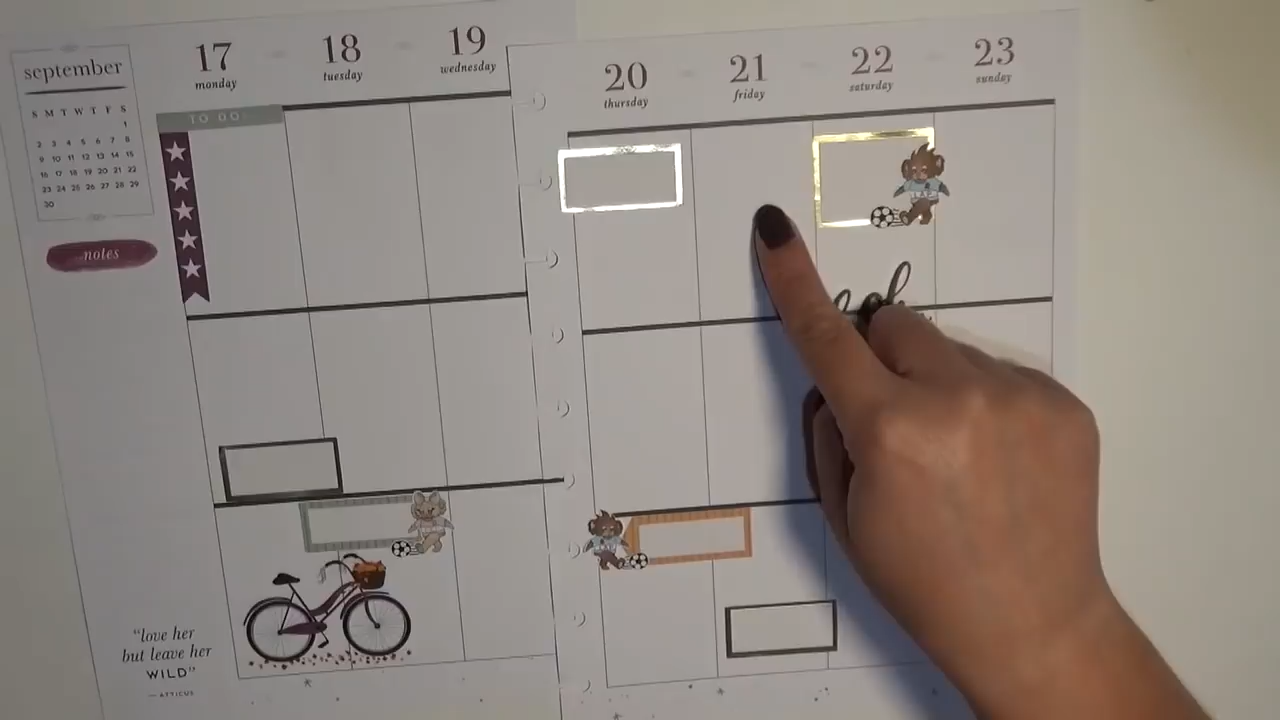 september
S M T W T F S
1
2 3 4 5 6 7 8
9 10 11 12 13 14 15
16 17 18 19 20 21 22
23 24 25 26 27 28 29
30
notes
17 18 19 20 21 22 23
monday tuesday wednesday thursday friday saturday sunday
TO DO
"love her
but leave her
WILD"
— ATTICUS